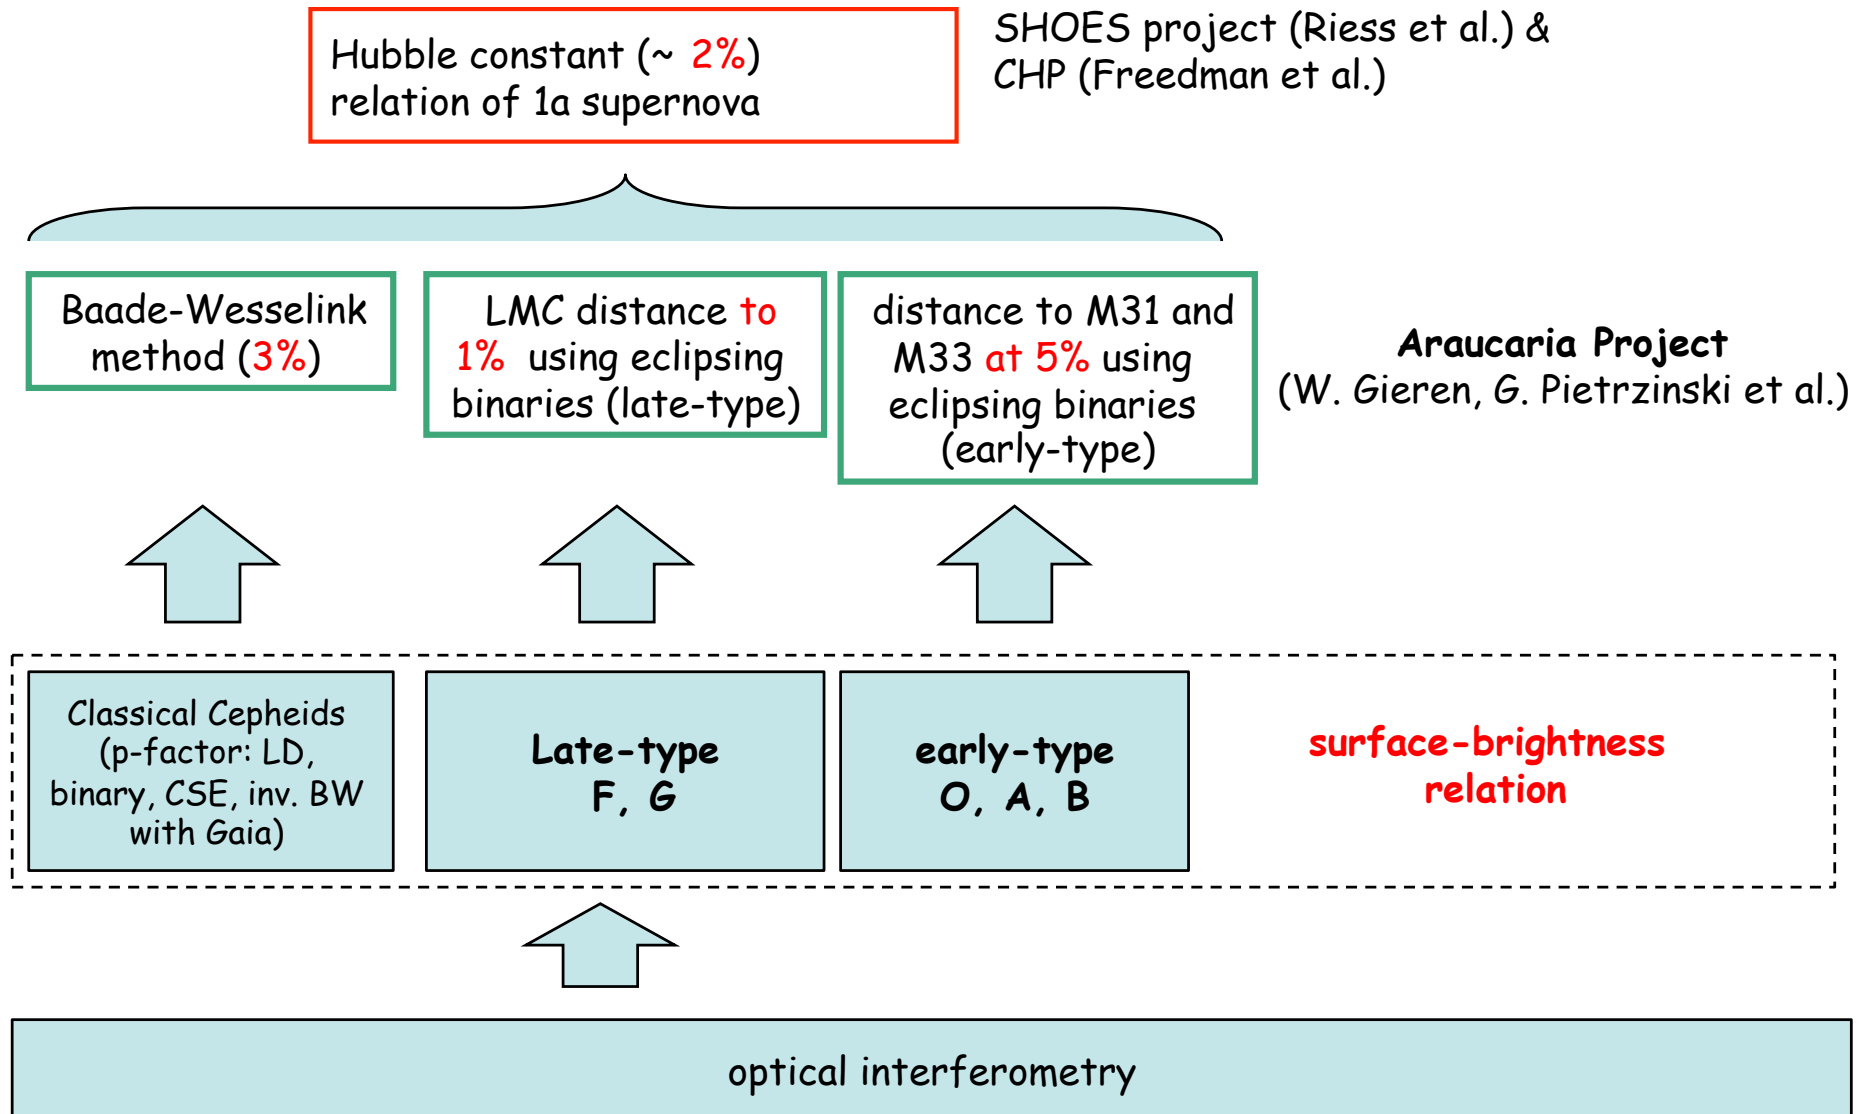 Hubble constant (~ 2%)
relation of 1a supernova
SHOES project (Riess et al.) &
CHP (Freedman et al.)
Baade-Wesselink
method (3%)
LMC distance to
1% using eclipsing
binaries (late-type)
distance to M31 and
M33 at 5% using
eclipsing binaries
(early-type)
Araucaria Project
(W. Gieren, G. Pietrzinski et al.)
Classical Cepheids
(p-factor: LD,
binary, CSE, inv. BW
with Gaia)
Late-type
F, G
early-type
O, A, B
surface-brightness
relation
optical interferometry